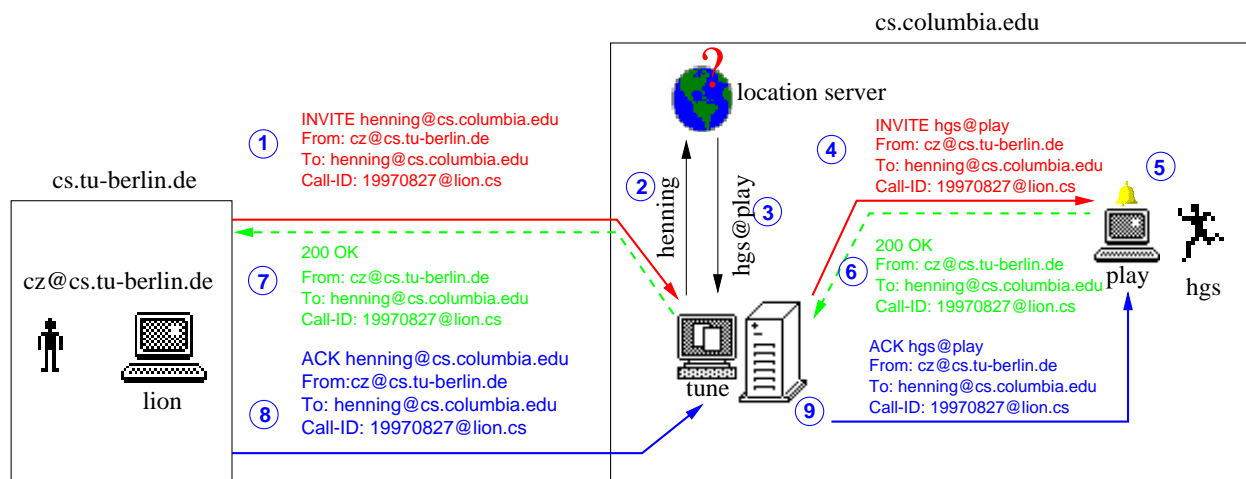 cs.columbia.edu
?
location server
1
INVITE henning@cs.columbia.edu
From: cz@cs.tu-berlin.de
To: henning@cs.columbia.edu
Call-ID: 19970827@lion.cs
2
henning
hgs@play
3
4
INVITE hgs@play
From: cz@cs.tu-berlin.de
To: henning@cs.columbia.edu
Call-ID: 19970827@lion.cs
5
cs.tu-berlin.de
cz@cs.tu-berlin.de
lion
7
200 OK
From: cz@cs.tu-berlin.de
To: henning@cs.columbia.edu
Call-ID: 19970827@lion.cs
6
200 OK
From: cz@cs.tu-berlin.de
To: henning@cs.columbia.edu
Call-ID: 19970827@lion.cs
play
hgs
8
ACK henning@cs.columbia.edu
From:cz@cs.tu-berlin.de
To: henning@cs.columbia.edu
Call-ID: 19970827@lion.cs
tune
9
ACK hgs@play
From: cz@cs.tu-berlin.de
To: henning@cs.columbia.edu
Call-ID: 19970827@lion.cs